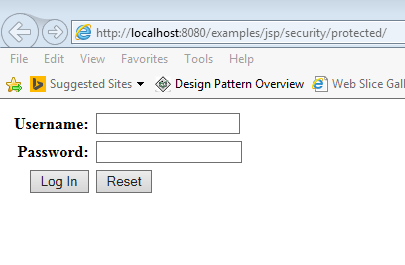 http://localhost:8080/examples/jsp/security/protected/
File Edit View Favorites Tools Help
Suggested Sites Design Pattern Overview Web Slice Gall
Username:
Password:
Log In Reset